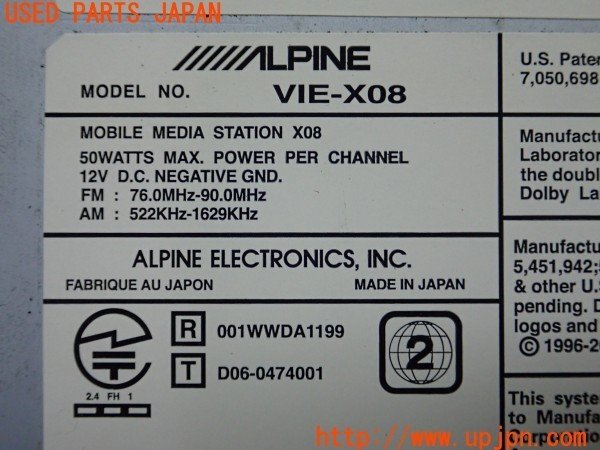 USED PARTS JAPAN
ALPINE
MODEL NO. VIE-X08
MOBILE MEDIA STATION X08
50WATTS MAX. POWER PER CHANNEL
12V D.C. NEGATIVE GND.
FM : 76.0MHz-90.0MHz
AM : 522KHz-1629KHz
ALPINE ELECTRONICS, INC.
FABRIQUE AU JAPON MADE IN JAPAN
R 001WWDA1199
T D06-0474001
2.4 FH 1
2
U.S. Pate
7,050,698
Manufactu
Laborator
the doubl
Dolby La
Manufactu
5,451,942;
& other U.
pending. D
logos and
© 1996-2
This syste
to Manufa
Corporation
http://www.upjpn.com